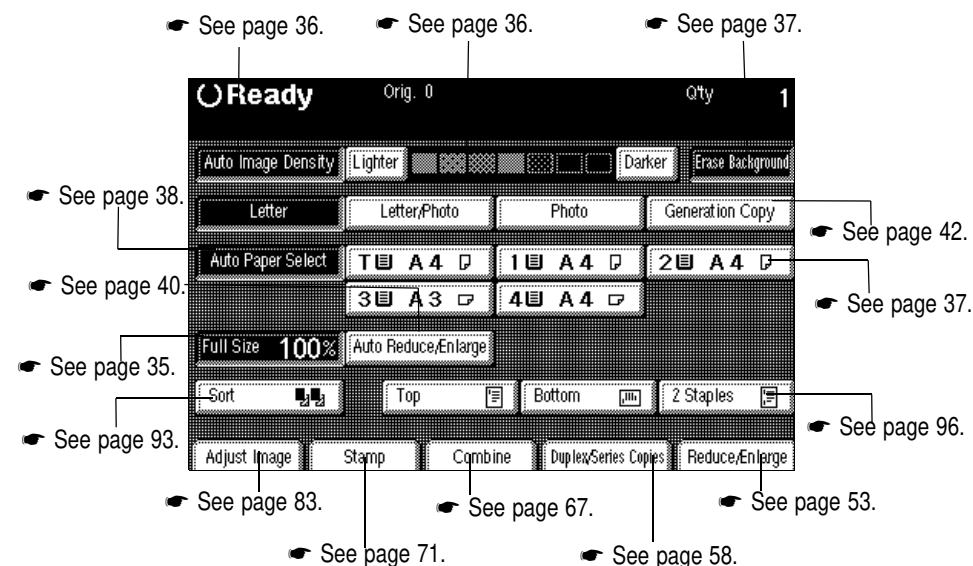 ☛ See page 36. ☛ See page 36. ☛ See page 37.
Ready Orig. 0 Q'ty 1
Auto Image Density Lighter Darker Erase Background
☛ See page 38.
Letter Letter/Photo Photo Generation Copy
☛ See page 42.
Auto Paper Select T A4 1 A4 2 A4
☛ See page 40.
3 A3 4 A4
☛ See page 37.
Full Size 100% Auto Reduce/Enlarge
☛ See page 35.
Sort Top Bottom 2 Staples
☛ See page 93.
☛ See page 96.
Adjust Image Stamp Combine Duplex/Series Copies Reduce/Enlarge
☛ See page 83. ☛ See page 67. ☛ See page 53.
☛ See page 71. ☛ See page 58.